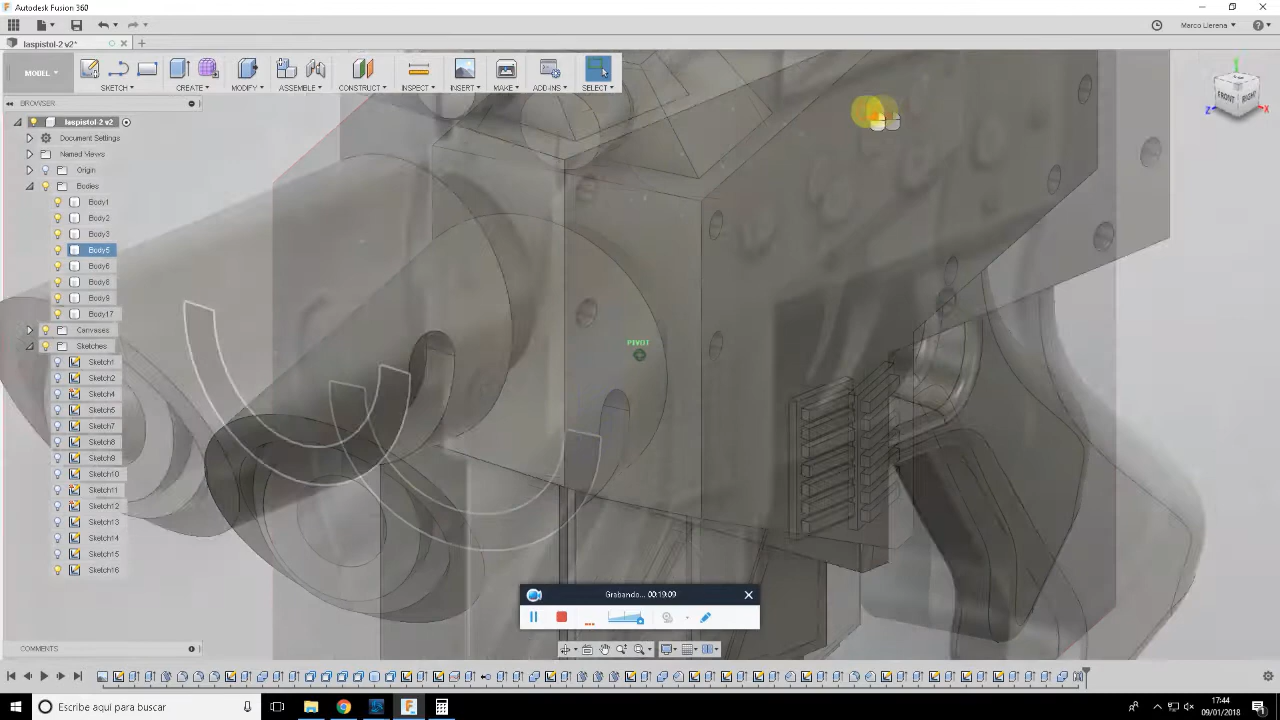 Autodesk Fusion 360
Marco Llerena
laspistol-2 v2*
MODEL
SKETCH
CREATE
MODIFY
ASSEMBLE
CONSTRUCT
INSPECT
INSERT
MAKE
ADD-INS
SELECT
BROWSER
laspistol-2 v2
Document Settings
Named Views
Origin
Bodies
Body1
Body2
Body3
Body5
Body6
Body8
Body9
Body17
Canvases
Sketches
Sketch1
Sketch2
Sketch4
Sketch5
Sketch7
Sketch8
Sketch9
Sketch10
Sketch11
Sketch12
Sketch13
Sketch14
Sketch15
Sketch16
FRONT
RIGHT
Z
X
PIVOT
Grabando... 00:19:09
COMMENTS
Escribe aquí para buscar
17:44
09/01/2018